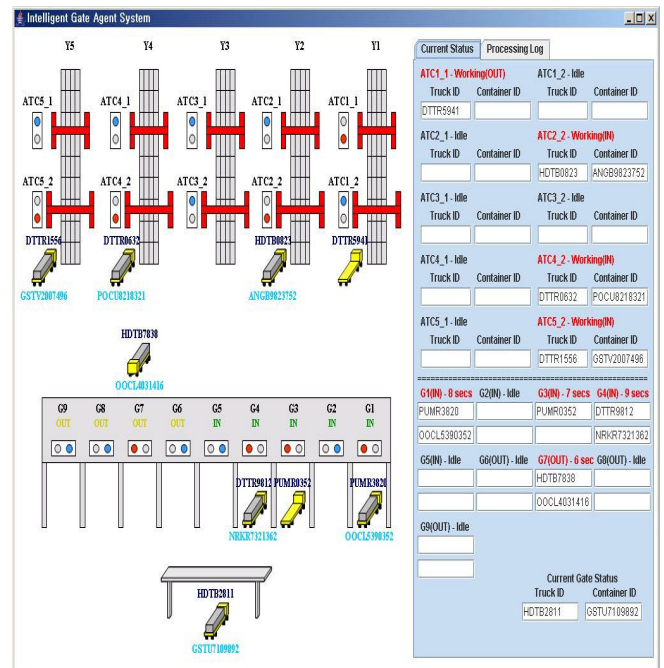 Intelligent Gate Agent System
Y5 Y4 Y3 Y2 Y1
ATC5_1 ATC4_1 ATC3_1 ATC2_1 ATC1_1
ATC5_2 ATC4_2 ATC3_2 ATC2_2 ATC1_2
DTTR1556 DTTR0632 HDTB0823 DTTR5941
GSTV2007496 POCU8218321 ANGB9823752
HDTB7838
OOCL4031416
G9 G8 G7 G6 G5 G4 G3 G2 G1
OUT OUT OUT OUT IN IN IN IN IN
DTTR9812 PUMR0352 PUMR3820
NRKR7321362 OOCL5390352
HDTB2811
GSTU7109892
Current Status Processing Log
ATC1_1 - Working(OUT) ATC1_2 - Idle
Truck ID Container ID Truck ID Container ID
DTTR5941
ATC2_1 - Idle ATC2_2 - Working(IN)
Truck ID Container ID Truck ID Container ID
HDTB0823 ANGB9823752
ATC3_1 - Idle ATC3_2 - Idle
Truck ID Container ID Truck ID Container ID
ATC4_1 - Idle ATC4_2 - Working(IN)
Truck ID Container ID Truck ID Container ID
DTTR0632 POCU8218321
ATC5_1 - Idle ATC5_2 - Working(IN)
Truck ID Container ID Truck ID Container ID
DTTR1556 GSTV2007496
G1(IN) - 8 secs G2(IN) - Idle G3(IN) - 7 secs G4(IN) - 9 secs
PUMR3820 PUMR0352 DTTR9812
OOCL5390352 NRKR7321362
G5(IN) - Idle G6(OUT) - Idle G7(OUT) - 6 sec G8(OUT) - Idle
HDTB7838
OOCL4031416
G9(OUT) - Idle
Current Gate Status
Truck ID Container ID
HDTB2811 GSTU7109892